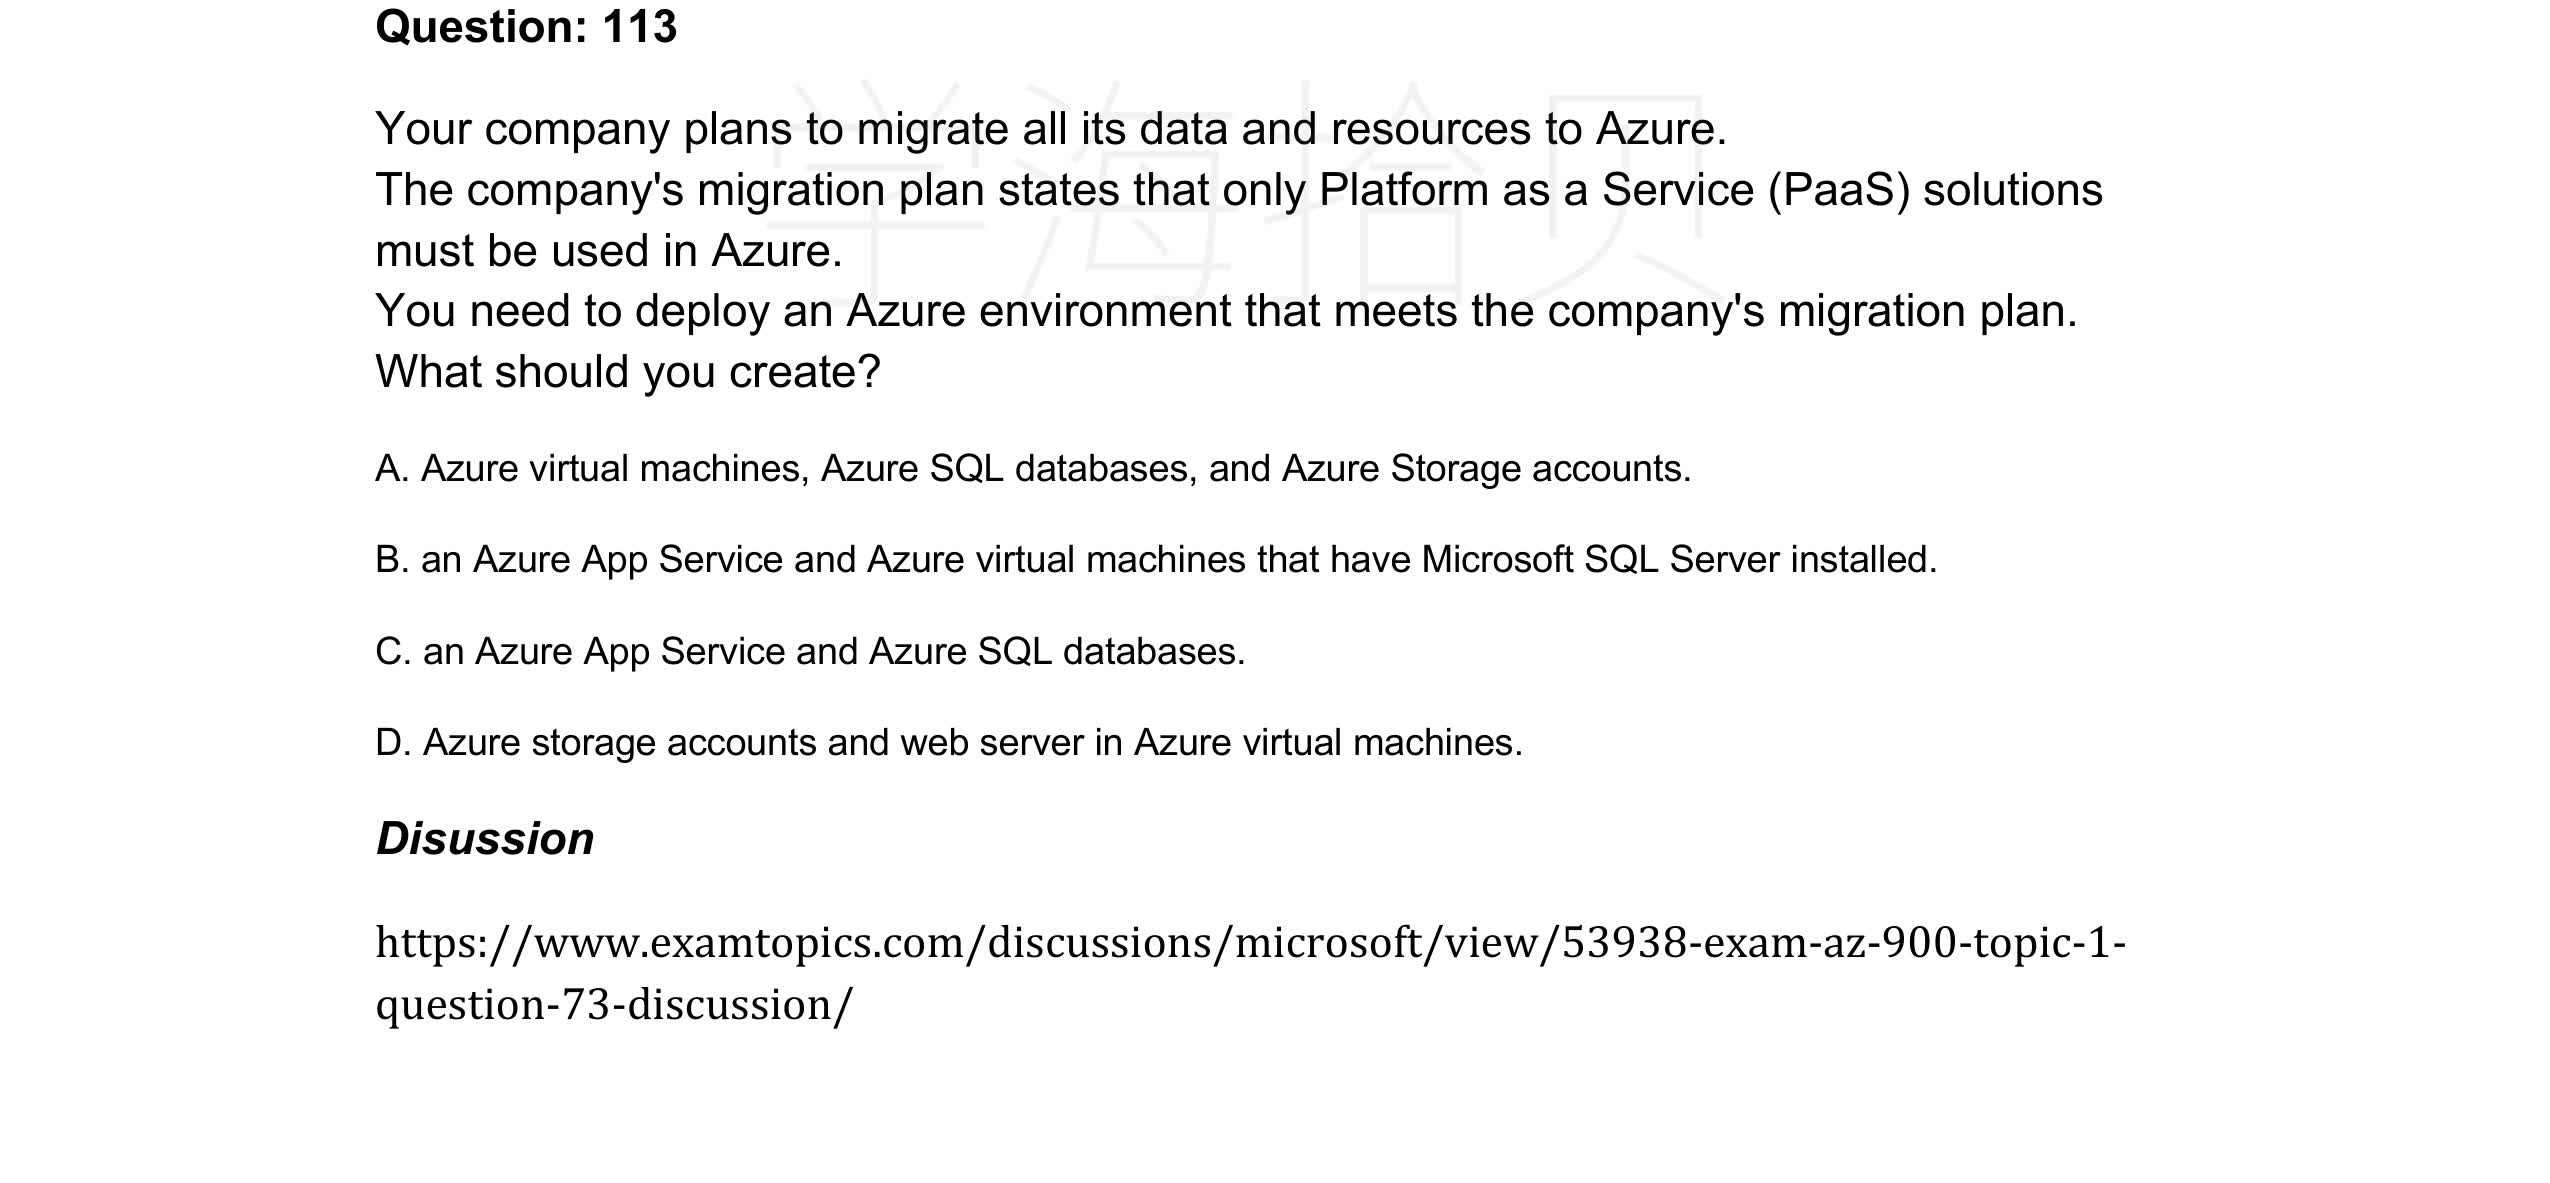 Question: 113
学海拾贝
Your company plans to migrate all its data and resources to Azure.
The company's migration plan states that only Platform as a Service (PaaS) solutions
must be used in Azure.
You need to deploy an Azure environment that meets the company's migration plan.
What should you create?
A. Azure virtual machines, Azure SQL databases, and Azure Storage accounts.
B. an Azure App Service and Azure virtual machines that have Microsoft SQL Server installed.
C. an Azure App Service and Azure SQL databases.
D. Azure storage accounts and web server in Azure virtual machines.
Disussion
https://www.examtopics.com/discussions/microsoft/view/53938-exam-az-900-topic-1-
question-73-discussion/